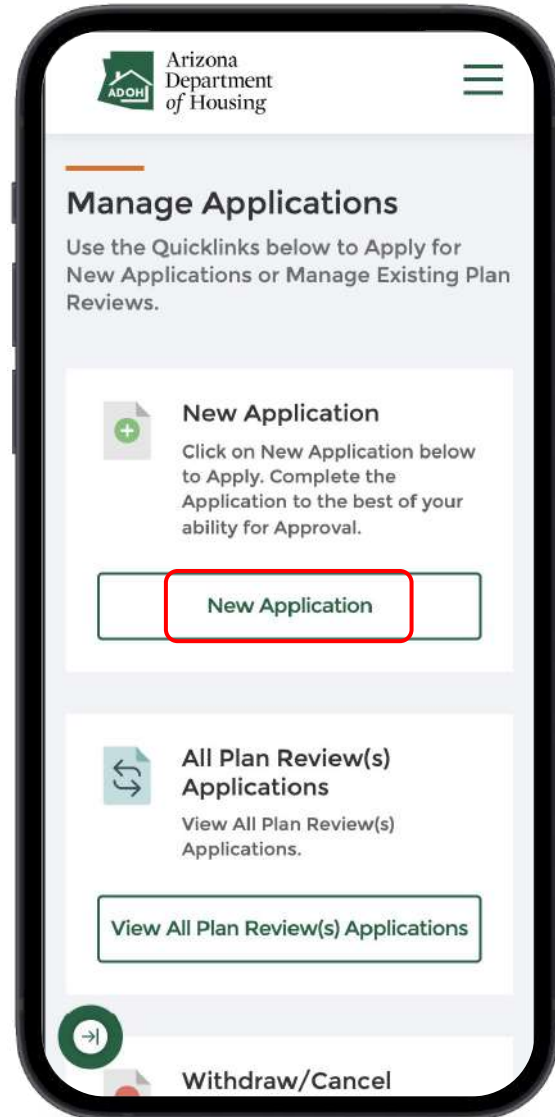 Arizona
Department
of Housing
ADOH
Manage Applications
Use the Quicklinks below to Apply for
New Applications or Manage Existing Plan
Reviews.
New Application
Click on New Application below
to Apply. Complete the
Application to the best of your
ability for Approval.
New Application
All Plan Review(s)
Applications
View All Plan Review(s)
Applications.
View All Plan Review(s) Applications
Withdraw/Cancel